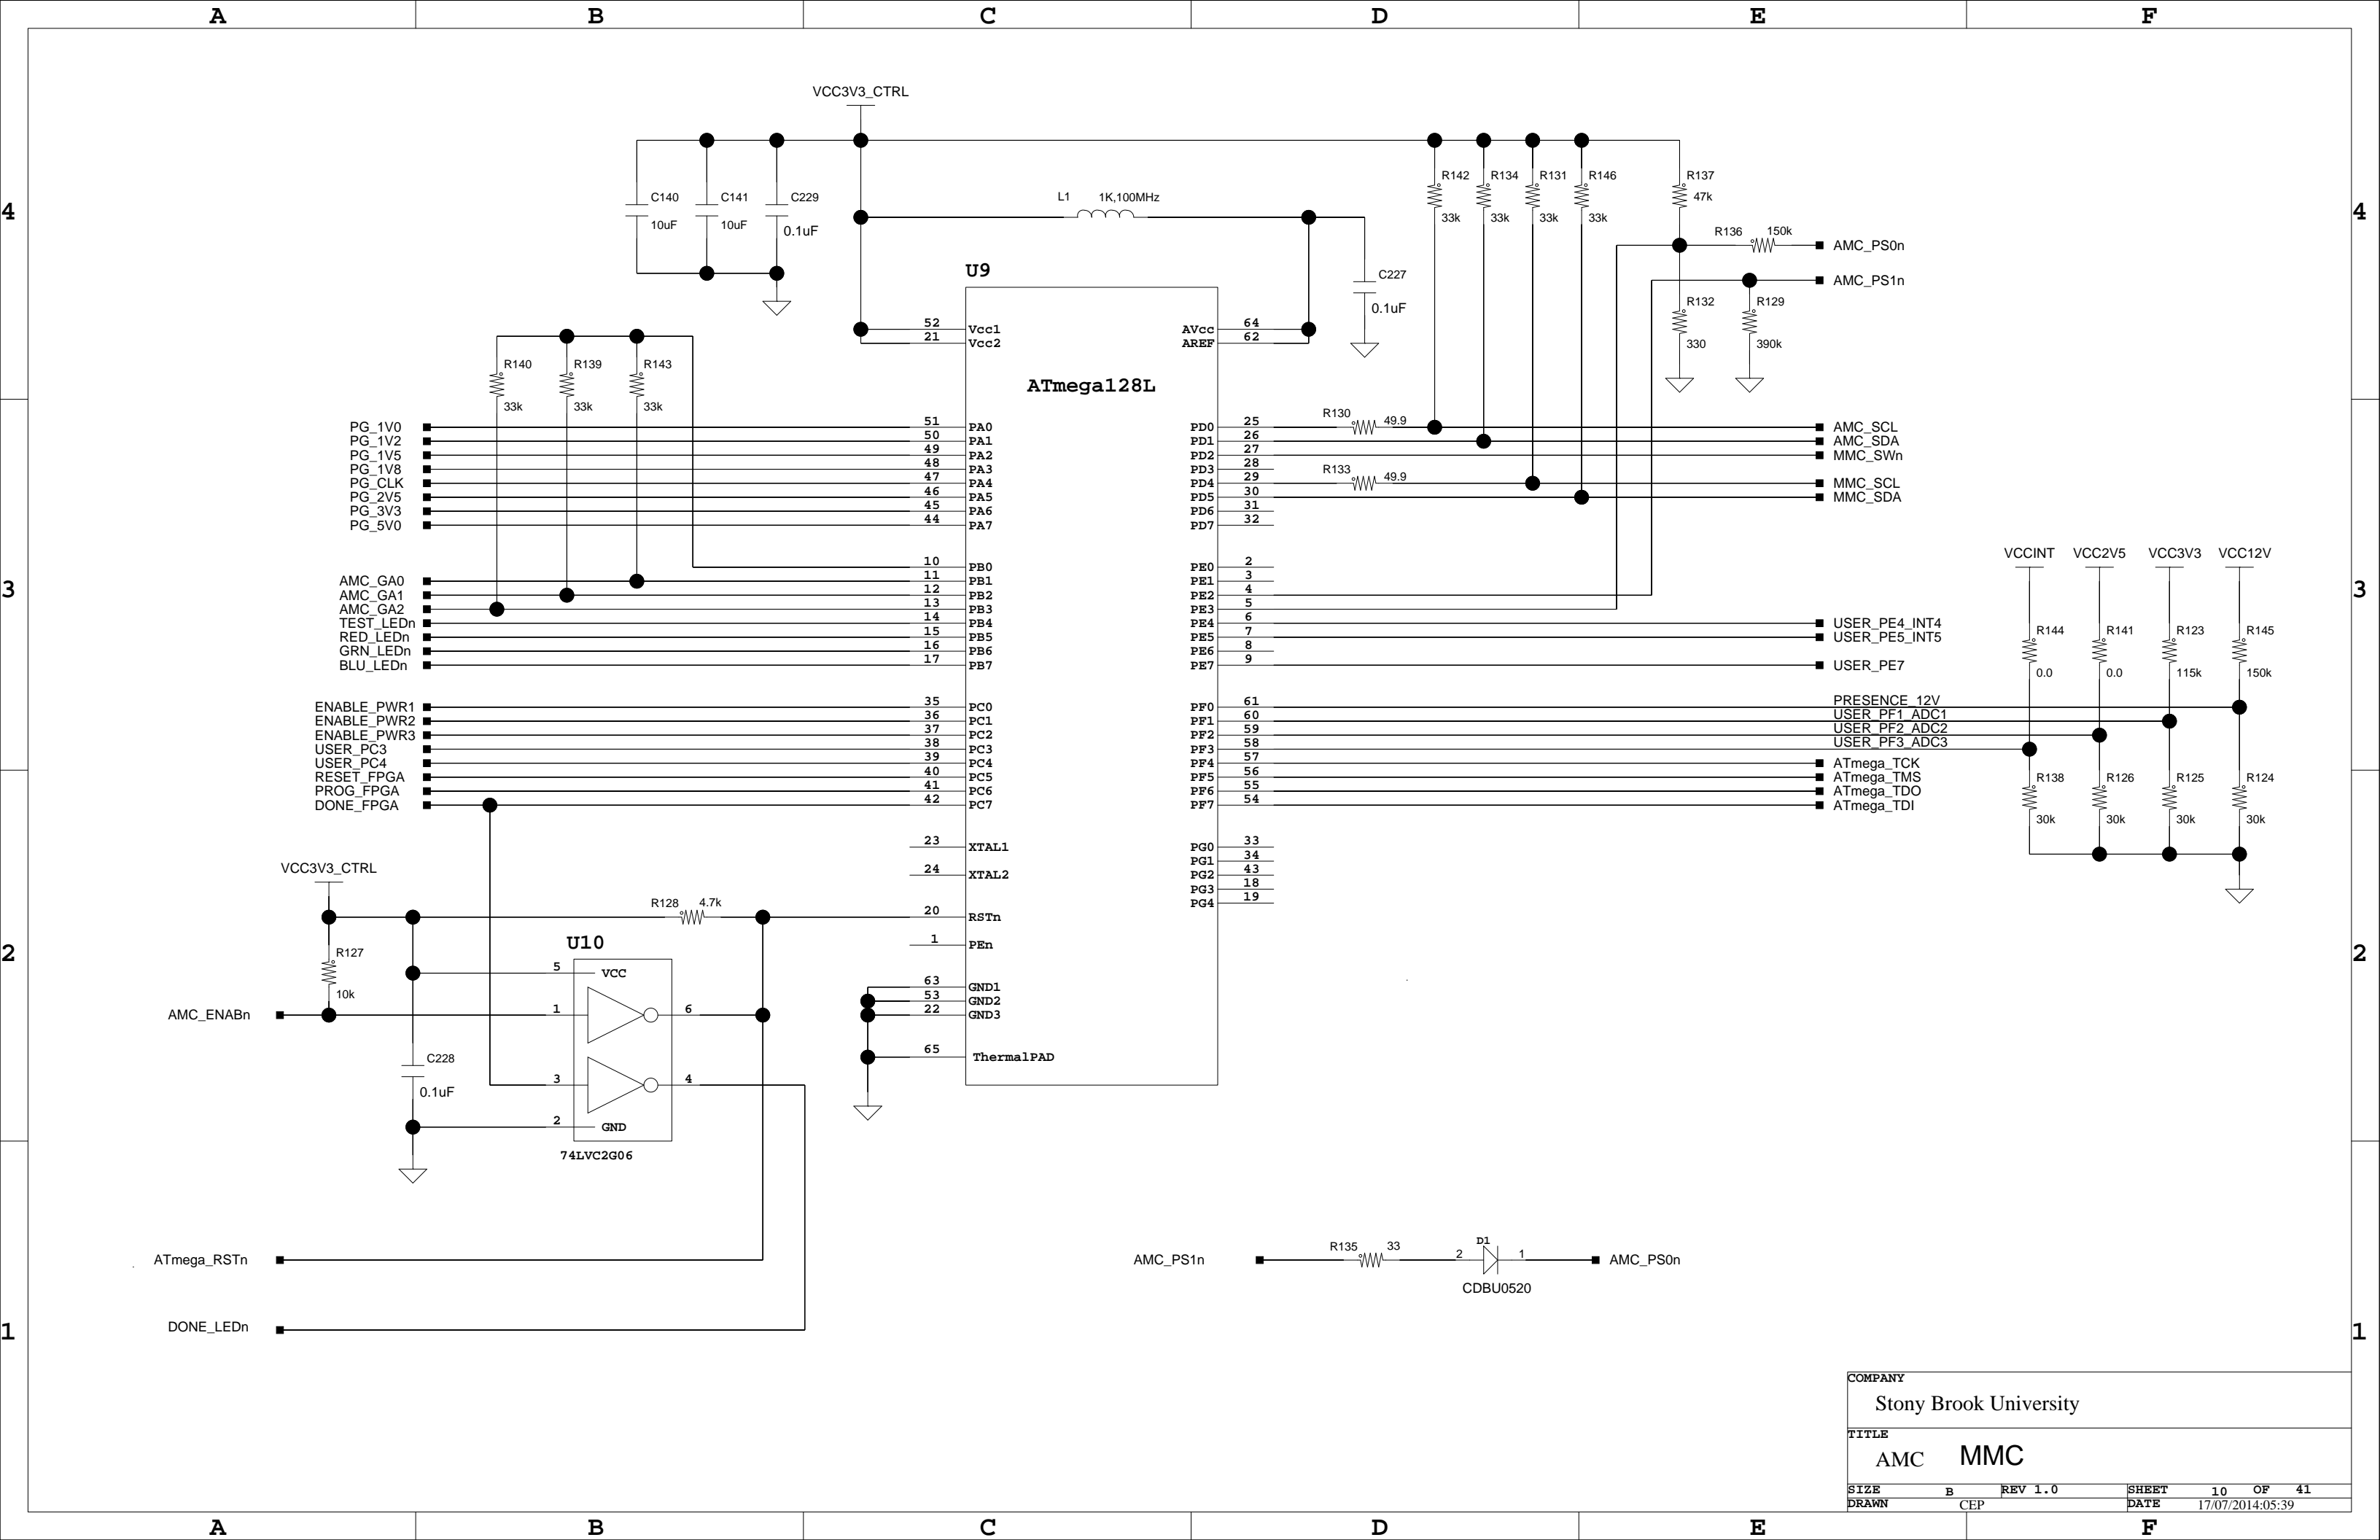 A B C D E F
VCC3V3_CTRL
4 4
C140 10uF
C141 10uF
C229 0.1uF
L1 1K,100MHz
C227 0.1uF
R142 33k
R134 33k
R131 33k
R146 33k
R137 47k
R136 150k AMC_PS0n
AMC_PS1n
R132 330
R129 390k
R140 33k
R139 33k
R143 33k
U9
ATmega128L
52 Vcc1
21 Vcc2
AVcc 64
AREF 62
PG_1V0 51 PA0
PG_1V2 50 PA1
PG_1V5 49 PA2
PG_1V8 48 PA3
PG_CLK 47 PA4
PG_2V5 46 PA5
PG_3V3 45 PA6
PG_5V0 44 PA7
PD0 25 R130 49.9 AMC_SCL
PD1 26 AMC_SDA
PD2 27 MMC_SWn
PD3 28
PD4 29 R133 49.9 MMC_SCL
PD5 30 MMC_SDA
PD6 31
PD7 32
3 3
10 PB0
AMC_GA0 11 PB1
AMC_GA1 12 PB2
AMC_GA2 13 PB3
TEST_LEDn 14 PB4
RED_LEDn 15 PB5
GRN_LEDn 16 PB6
BLU_LEDn 17 PB7
PE0 2
PE1 3
PE2 4
PE3 5
PE4 6 USER_PE4_INT4
PE5 7 USER_PE5_INT5
PE6 8
PE7 9 USER_PE7
VCCINT VCC2V5 VCC3V3 VCC12V
R144 0.0
R141 0.0
R123 115k
R145 150k
ENABLE_PWR1 35 PC0
ENABLE_PWR2 36 PC1
ENABLE_PWR3 37 PC2
USER_PC3 38 PC3
USER_PC4 39 PC4
RESET_FPGA 40 PC5
PROG_FPGA 41 PC6
DONE_FPGA 42 PC7
PF0 61 PRESENCE_12V
PF1 60 USER_PF1_ADC1
PF2 59 USER_PF2_ADC2
PF3 58 USER_PF3_ADC3
PF4 57 ATmega_TCK
PF5 56 ATmega_TMS
PF6 55 ATmega_TDO
PF7 54 ATmega_TDI
R138 30k
R126 30k
R125 30k
R124 30k
23 XTAL1
24 XTAL2
PG0 33
PG1 34
PG2 43
PG3 18
PG4 19
VCC3V3_CTRL
R128 4.7k
20 RSTn
1 PEn
2 2
R127 10k
U10
5 VCC
AMC_ENABn 1 6
3 4
2 GND
74LVC2G06
C228 0.1uF
63 GND1
53 GND2
22 GND3
65 ThermalPAD
ATmega_RSTn
DONE_LEDn
AMC_PS1n R135 33 2 D1 1 AMC_PS0n
CDBU0520
1 1
COMPANY
Stony Brook University
TITLE
AMC MMC
SIZE B REV 1.0 SHEET 10 OF 41
DRAWN CEP DATE 17/07/2014:05:39
A B C D E F